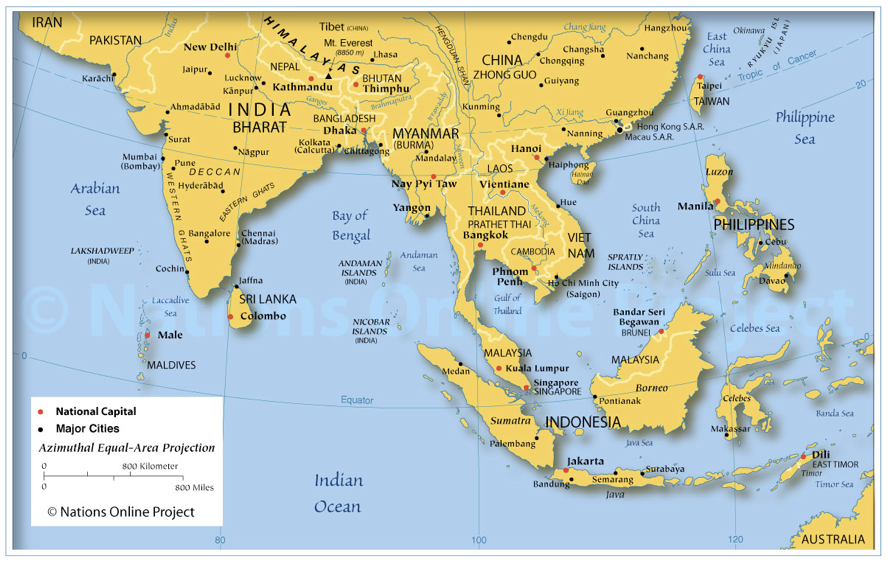 IRAN
PAKISTAN
Karāchi
Indus
HIMALAYAS
Tibet (CHINA)
Mt. Everest
(8850 m)
Lhasa
New Delhi
NEPAL
Kathmandu
BHUTAN
Thimphu
Jaipur
Lucknow
Kānpur
Ganges
Brahmaputra
Irrawaddy
Ahmadābād
INDIA
BHARAT
BANGLADESH
Dhaka
Kolkata
(Calcutta)
Chittagong
Surat
Nāgpur
Mumbai
(Bombay)
Pune
DECCAN
Hyderābād
WESTERN GHATS
EASTERN GHATS
Arabian
Sea
Bangalore
Chennai
(Madras)
LAKSHADWEEP
(INDIA)
Cochin
Jaffna
SRI LANKA
Colombo
Laccadive
Sea
Male
MALDIVES
Bay of
Bengal
ANDAMAN
ISLANDS
(INDIA)
Andaman
Sea
NICOBAR
ISLANDS
(INDIA)
HENGDUAN SHAN
Chengdu
Chang Jiang
CHINA
ZHONG GUO
Chongqing
Changsha
Hangzhou
Nanchang
Guiyang
Kunming
Xi Jiang
Guangzhou
Nanning
Hong Kong S.A.R.
Macau S.A.R.
East
China
Sea
Okinawa
RYUKYU ISL
(JAPAN)
Tropic of Cancer
20
Taipei
TAIWAN
Philippine
Sea
MYANMAR
(BURMA)
Mandalay
Nay Pyi Taw
Yangon
Hanoi
Haiphong
Hainan
Dao
LAOS
Vientiane
THAILAND
PRATHET THAI
Bangkok
Mekong
Hue
VIET
NAM
CAMBODIA
Phnom
Penh
Ho Chi Minh City
(Saigon)
Gulf of
Thailand
South
China
Sea
SPRATLY
ISLANDS
Luzon
Manila
PHILIPPINES
Cebu
Mindanao
Davao
Sulu Sea
Bandar Seri
Begawan
BRUNEI
Celebes Sea
© Nations Online Project
MALAYSIA
Kuala Lumpur
Singapore
SINGAPORE
MALAYSIA
Borneo
Pontianak
Medan
Sumatra
INDONESIA
Palembang
Celebes
Makassar
Banda Sea
Java Sea
Jakarta
Bandung
Semarang
Surabaya
Java
Dili
EAST TIMOR
Timor
Timor Sea
AUSTRALIA
Equator
Indian
Ocean
0
0
80
100
120
National Capital
Major Cities
Azimuthal Equal-Area Projection
0 800 Kilometer
0 800 Miles
© Nations Online Project